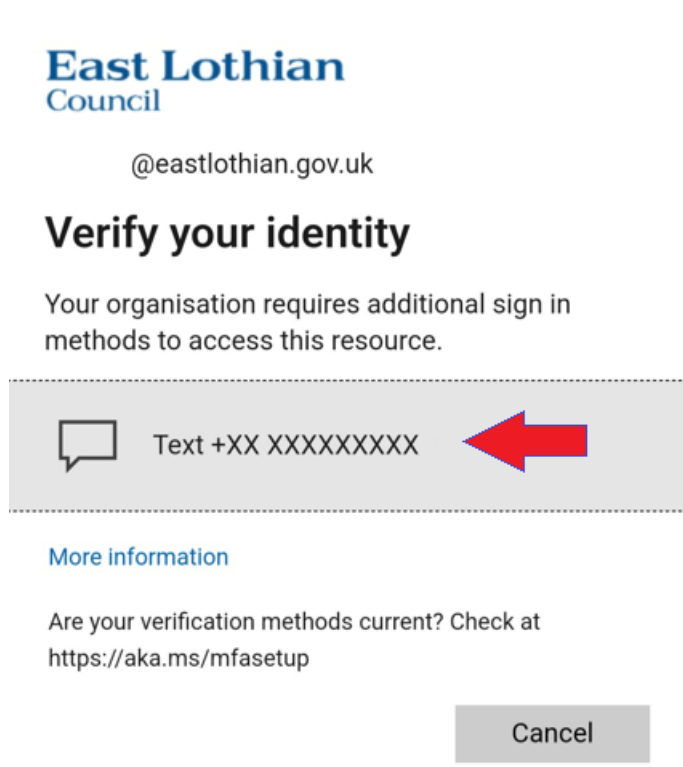 East Lothian
Council
@eastlothian.gov.uk
Verify your identity
Your organisation requires additional sign in
methods to access this resource.
Text +XX XXXXXXXXX
More information
Are your verification methods current? Check at
https://aka.ms/mfasetup
Cancel